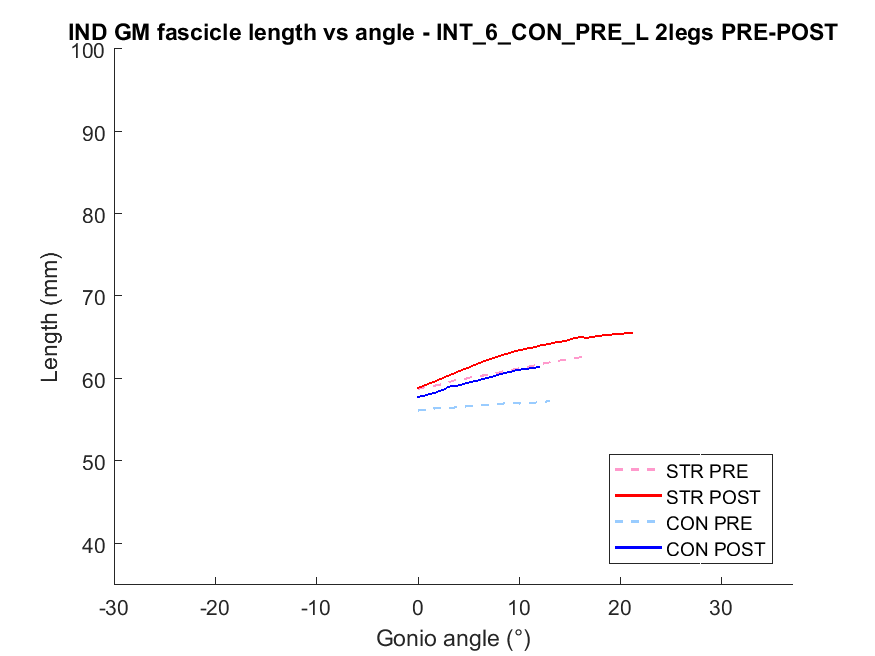 IND GM fascicle length vs angle - INT_6_CON_PRE_L 2legs PRE-POST
100
90
80
70
60
50
40
Length (mm)
-30
-20
-10
0
10
20
30
Gonio angle (°)
STR PRE
STR POST
CON PRE
CON POST